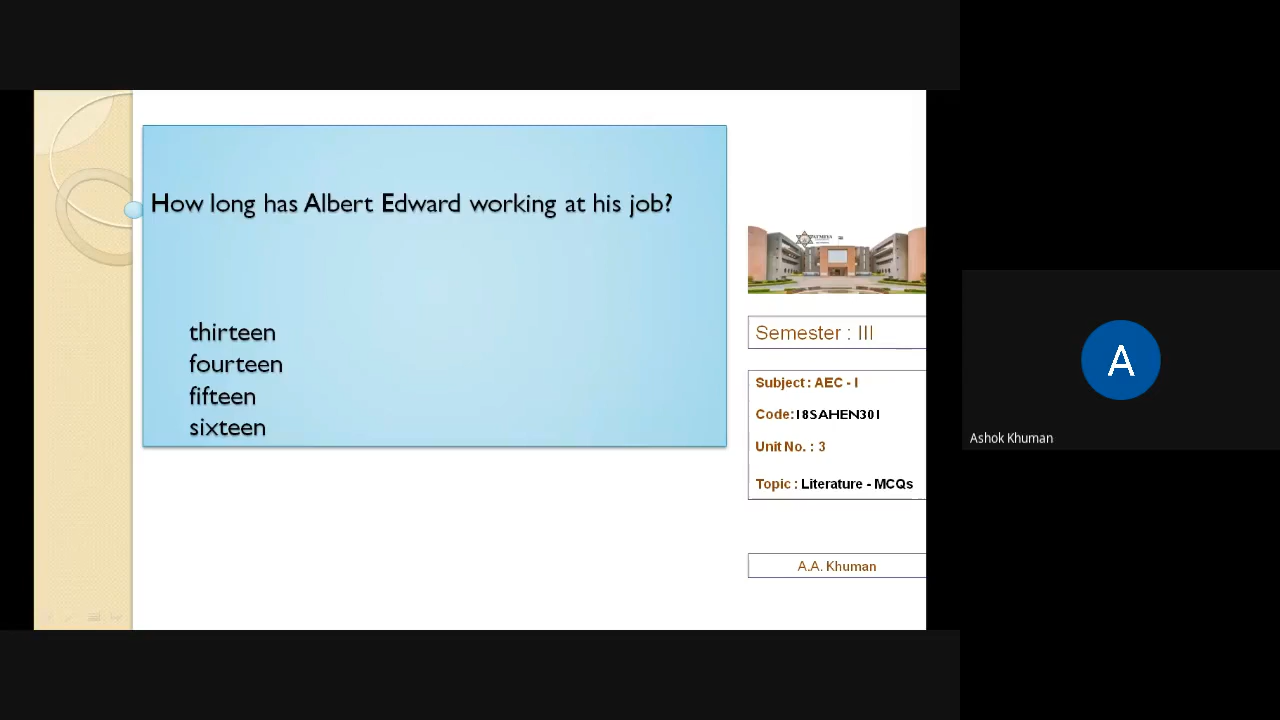 How long has Albert Edward working at his job?
thirteen
fourteen
fifteen
sixteen
Semester : III
Subject : AEC - I
Code:18SAHEN301
Unit No. : 3
Topic : Literature - MCQs
A.A. Khuman
A
Ashok Khuman